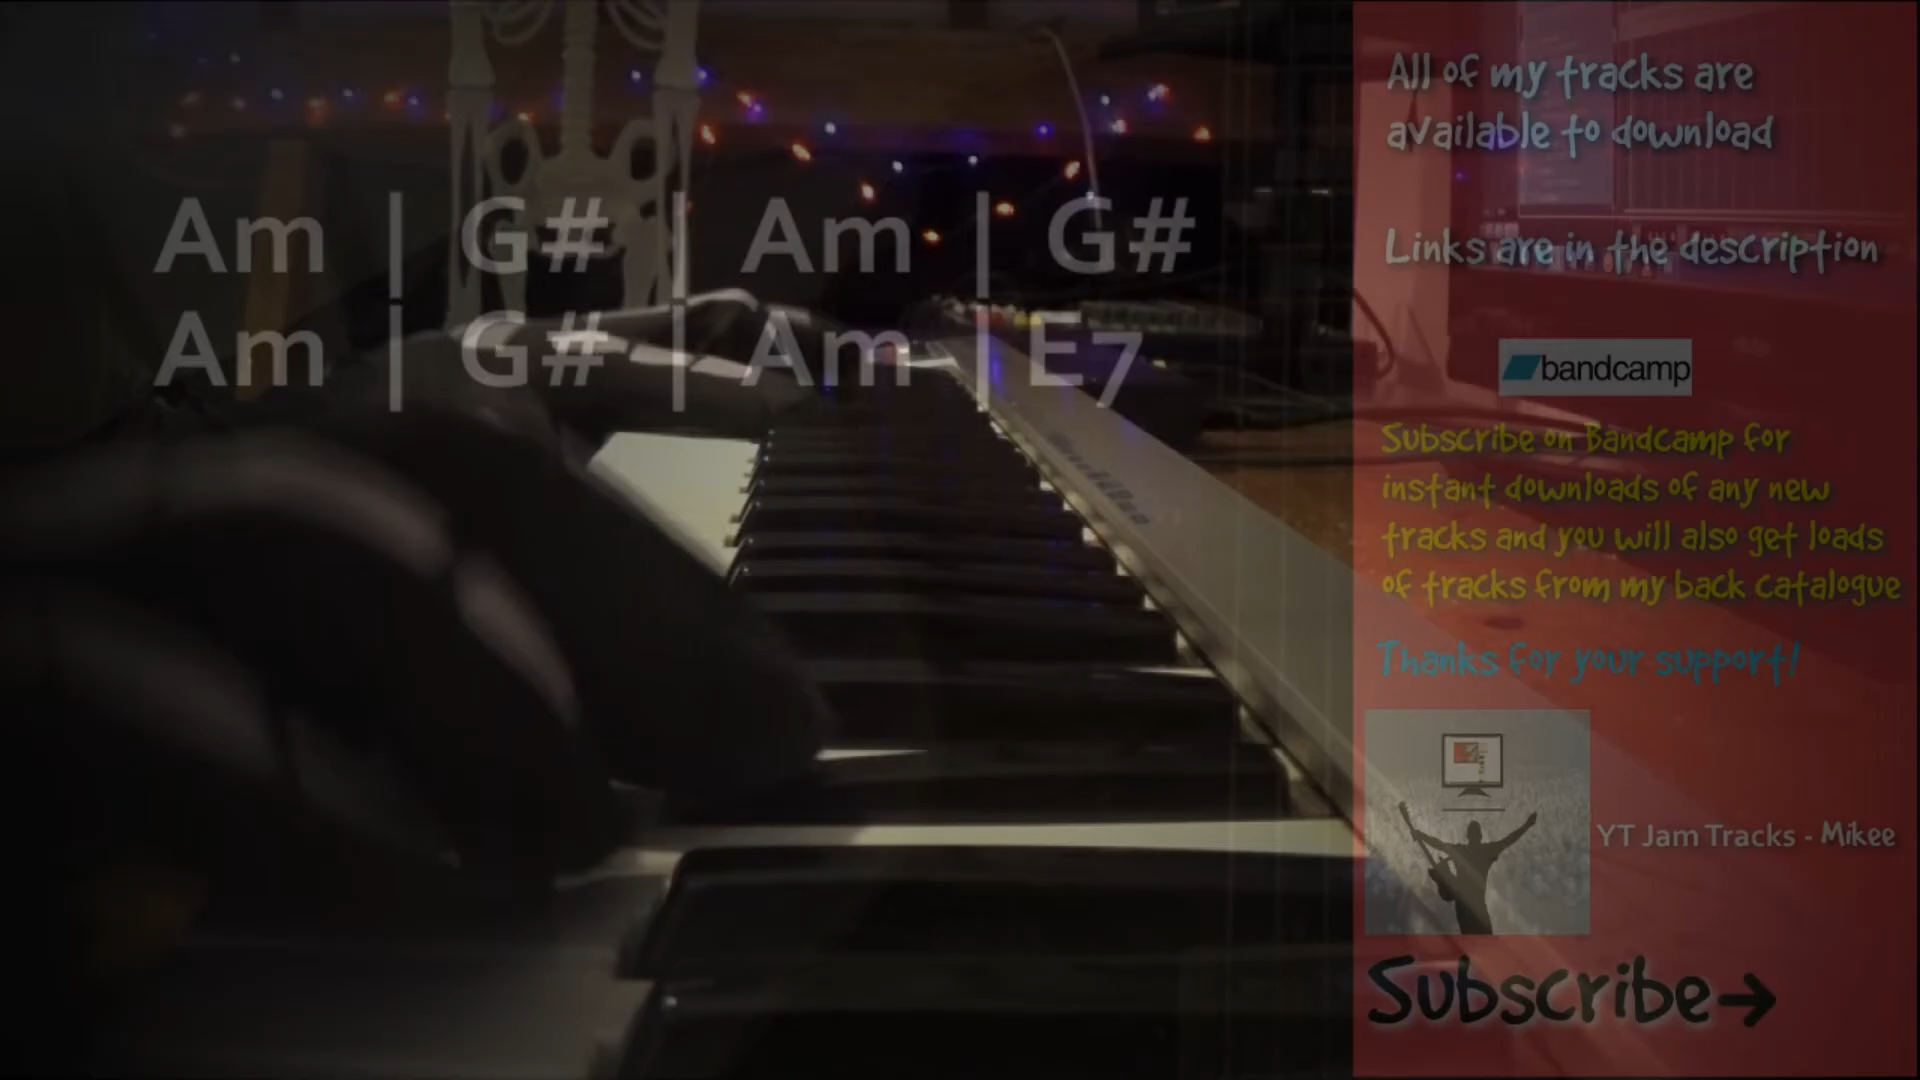 Am | G# | Am | G#
Am | G# | Am | E7
All of my tracks are
available to download
Links are in the description
bandcamp
Subscribe on Bandcamp for
instant downloads of any new
tracks and you will also get loads
of tracks from my back catalogue
Thanks for your support!
YT Jam Tracks - Mikee
Subscribe→